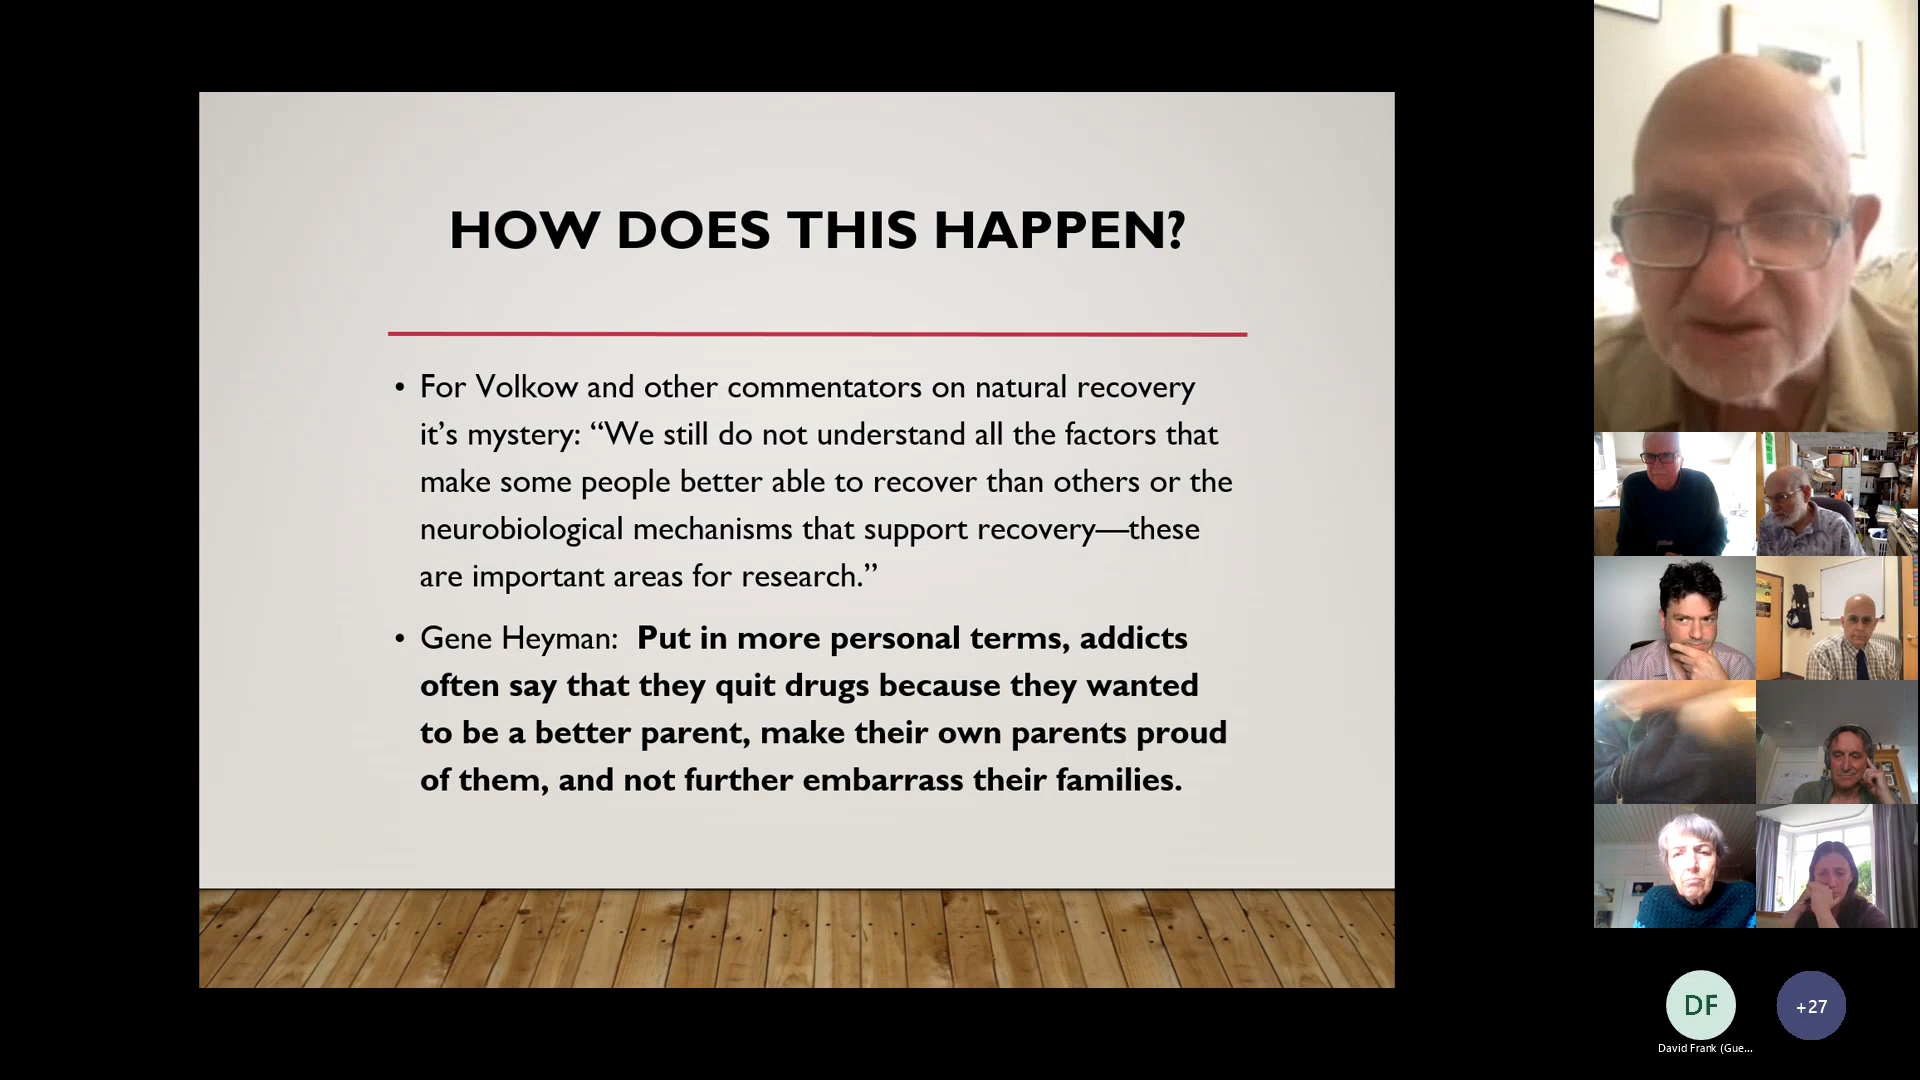 HOW DOES THIS HAPPEN?
• For Volkow and other commentators on natural recovery
it’s mystery: “We still do not understand all the factors that
make some people better able to recover than others or the
neurobiological mechanisms that support recovery—these
are important areas for research.”
• Gene Heyman:  Put in more personal terms, addicts
often say that they quit drugs because they wanted
to be a better parent, make their own parents proud
of them, and not further embarrass their families.
DF
+27
David Frank (Gue...